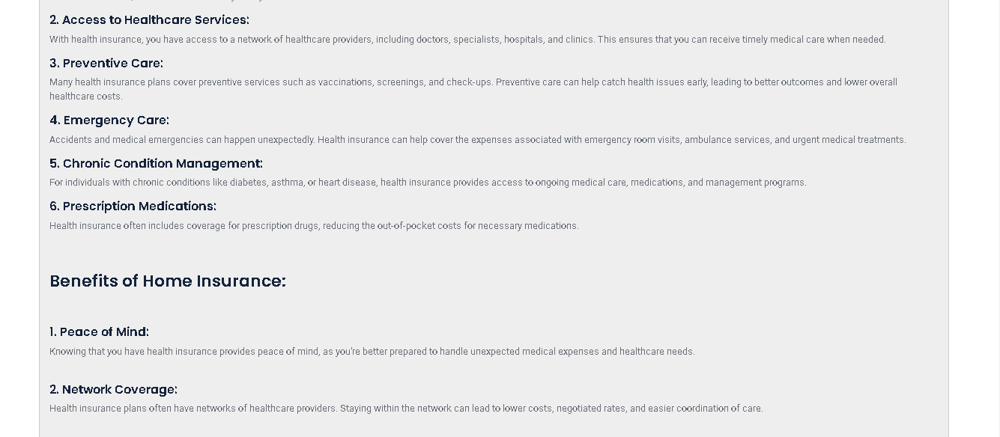 2. Access to Healthcare Services:
With health insurance, you have access to a network of healthcare providers, including doctors, specialists, hospitals, and clinics. This ensures that you can receive timely medical care when needed.
3. Preventive Care:
Many health insurance plans cover preventive services such as vaccinations, screenings, and check-ups. Preventive care can help catch health issues early, leading to better outcomes and lower overall
healthcare costs.
4. Emergency Care:
Accidents and medical emergencies can happen unexpectedly. Health insurance can help cover the expenses associated with emergency room visits, ambulance services, and urgent medical treatments.
5. Chronic Condition Management:
For individuals with chronic conditions like diabetes, asthma, or heart disease, health insurance provides access to ongoing medical care, medications, and management programs.
6. Prescription Medications:
Health insurance often includes coverage for prescription drugs, reducing the out-of-pocket costs for necessary medications.
Benefits of Home Insurance:
1. Peace of Mind:
Knowing that you have health insurance provides peace of mind, as you're better prepared to handle unexpected medical expenses and healthcare needs.
2. Network Coverage:
Health insurance plans often have networks of healthcare providers. Staying within the network can lead to lower costs, negotiated rates, and easier coordination of care.